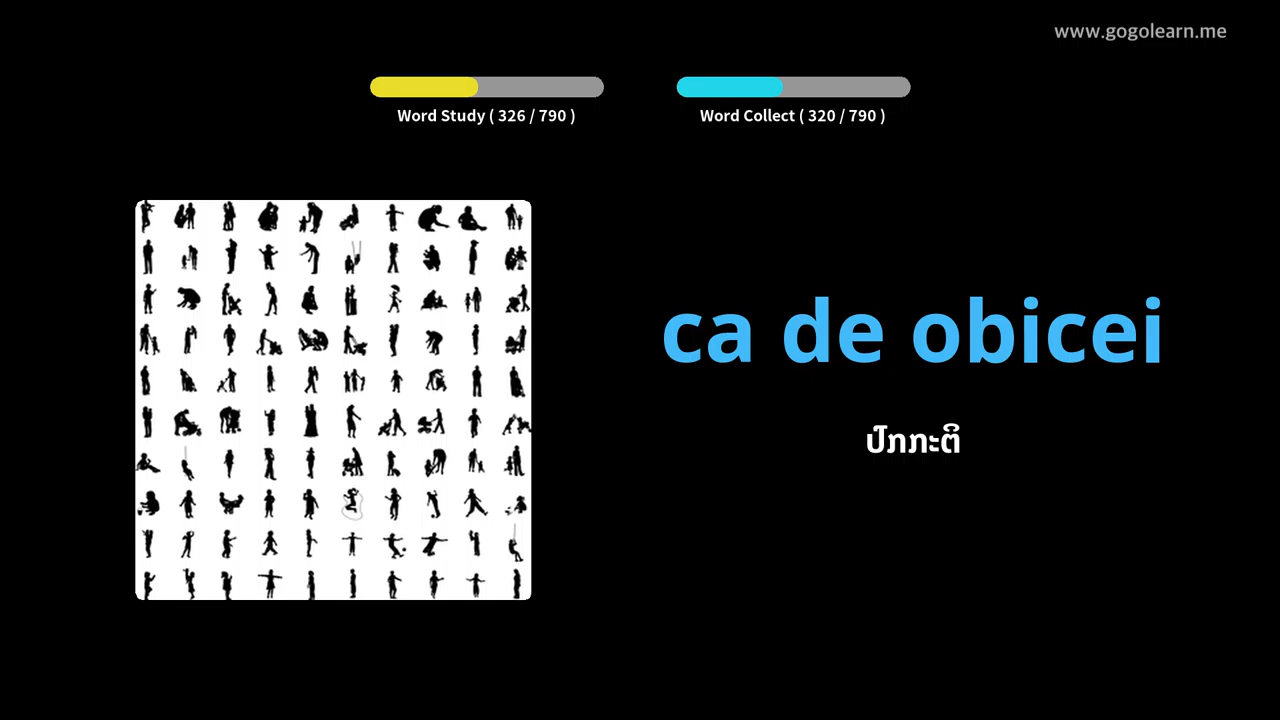 www.gogolearn.me
Word Study ( 326 / 790 )
Word Collect ( 320 / 790 )
ca de obicei
ປົກກະຕິ